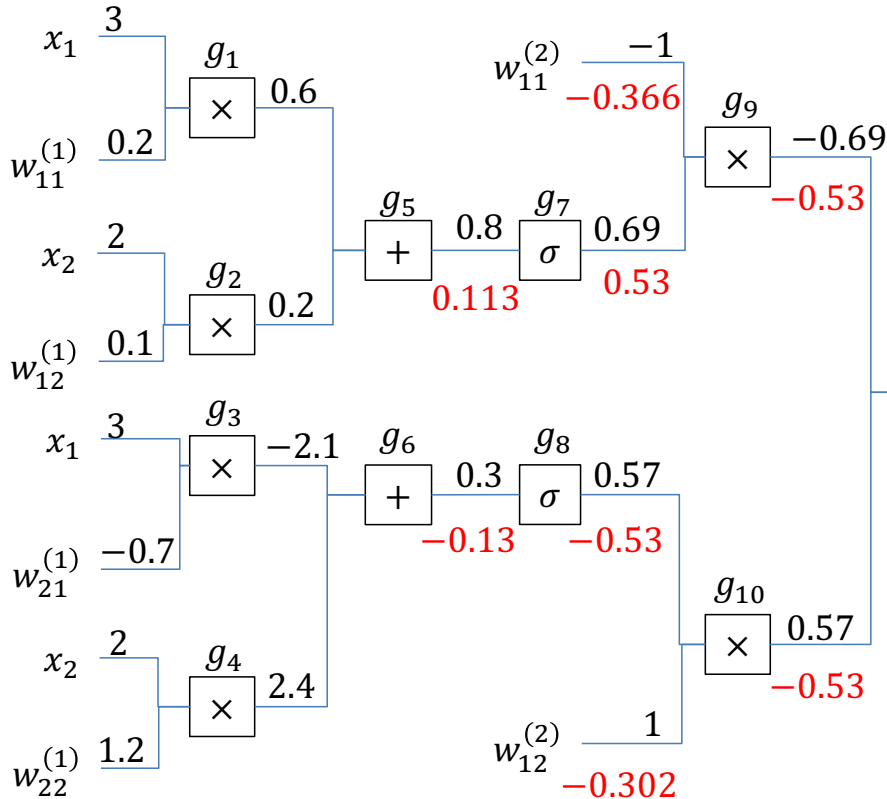 x₁ 3
g₁
× 0.6
w₁₁⁽¹⁾ 0.2
x₂ 2
g₂
× 0.2
w₁₂⁽¹⁾ 0.1
g₅
+ 0.8
0.113
g₇
σ 0.69
0.53
w₁₁⁽²⁾ −1
−0.366
g₉
× −0.69
−0.53
x₁ 3
g₃
× −2.1
w₂₁⁽¹⁾ −0.7
x₂ 2
g₄
× 2.4
w₂₂⁽¹⁾ 1.2
g₆
+ 0.3
−0.13
g₈
σ 0.57
−0.53
g₁₀
× 0.57
−0.53
w₁₂⁽²⁾ 1
−0.302